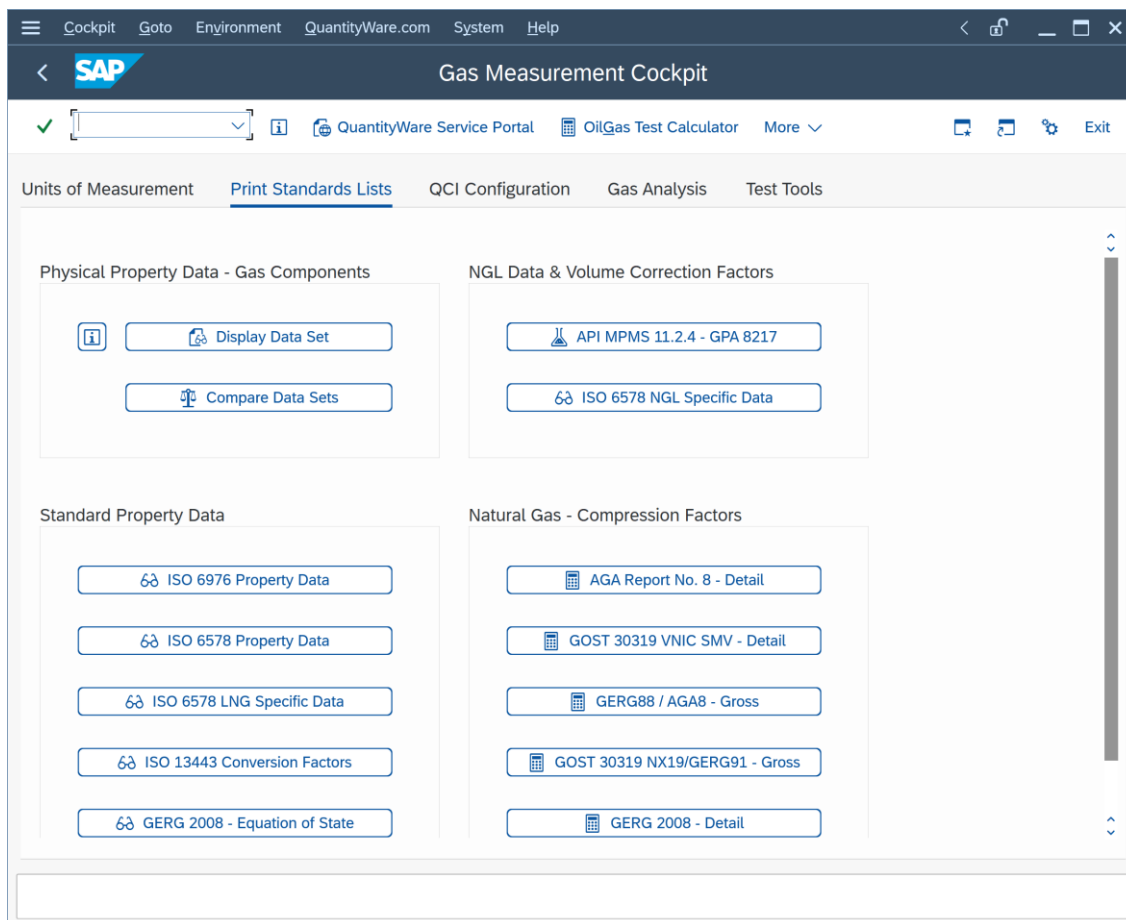 Cockpit Goto Environment QuantityWare.com System Help
SAP Gas Measurement Cockpit
QuantityWare Service Portal OilGas Test Calculator More Exit
Units of Measurement Print Standards Lists QCI Configuration Gas Analysis Test Tools
Physical Property Data - Gas Components
Display Data Set
Compare Data Sets
NGL Data & Volume Correction Factors
API MPMS 11.2.4 - GPA 8217
ISO 6578 NGL Specific Data
Standard Property Data
ISO 6976 Property Data
ISO 6578 Property Data
ISO 6578 LNG Specific Data
ISO 13443 Conversion Factors
GERG 2008 - Equation of State
Natural Gas - Compression Factors
AGA Report No. 8 - Detail
GOST 30319 VNIC SMV - Detail
GERG88 / AGA8 - Gross
GOST 30319 NX19/GERG91 - Gross
GERG 2008 - Detail